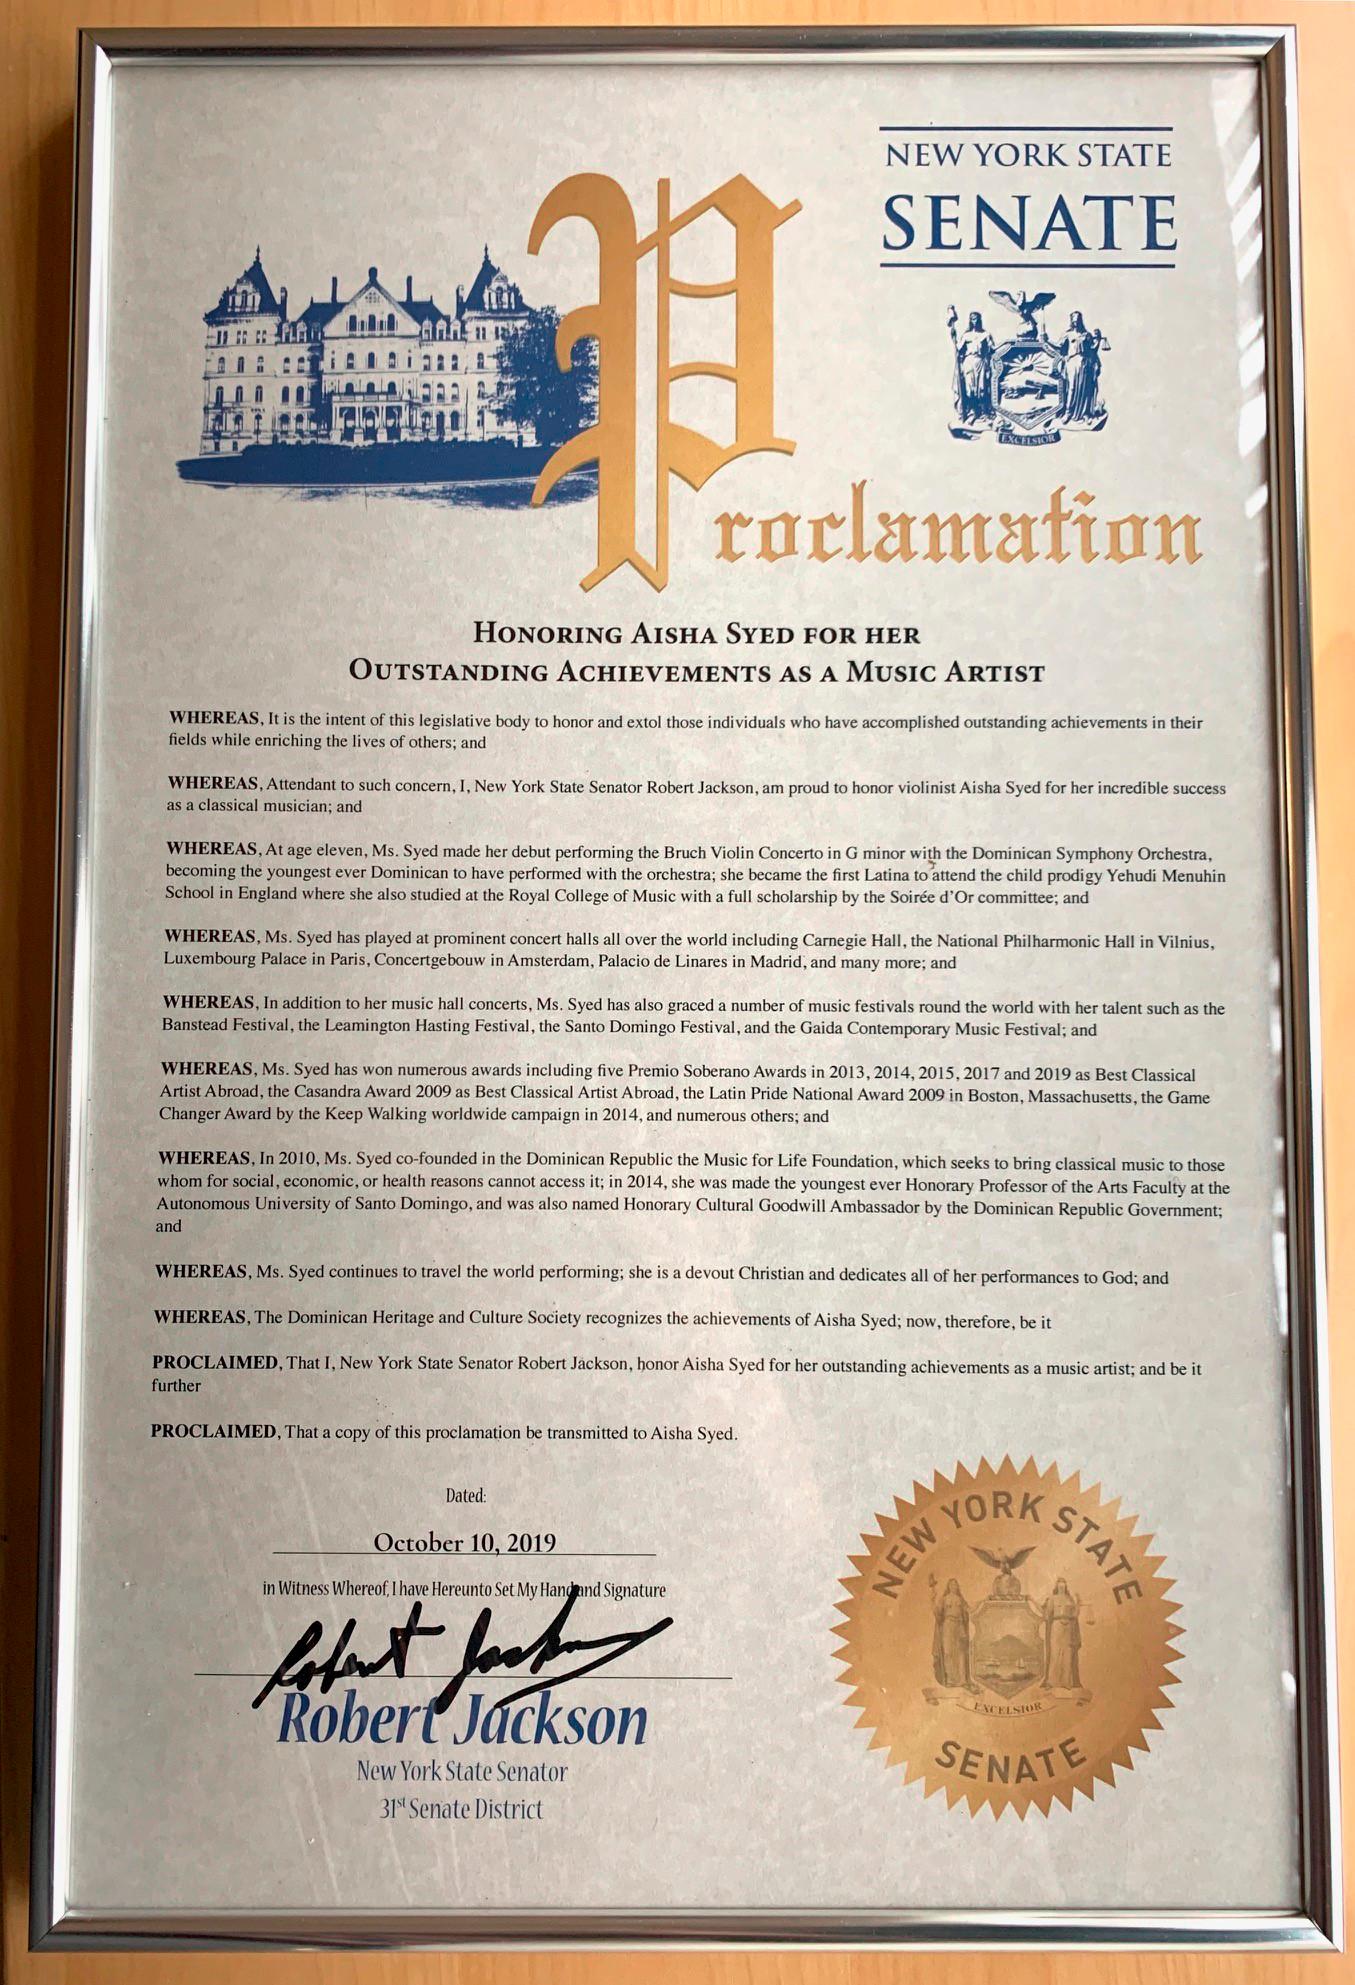 NEW YORK STATE
SENATE
EXCELSIOR
Proclamation
HONORING AISHA SYED FOR HER
OUTSTANDING ACHIEVEMENTS AS A MUSIC ARTIST
WHEREAS, It is the intent of this legislative body to honor and extol those individuals who have accomplished outstanding achievements in their
fields while enriching the lives of others; and
WHEREAS, Attendant to such concern, I, New York State Senator Robert Jackson, am proud to honor violinist Aisha Syed for her incredible success
as a classical musician; and
WHEREAS, At age eleven, Ms. Syed made her debut performing the Bruch Violin Concerto in G minor with the Dominican Symphony Orchestra,
becoming the youngest ever Dominican to have performed with the orchestra; she became the first Latina to attend the child prodigy Yehudi Menuhin
School in England where she also studied at the Royal College of Music with a full scholarship by the Soirée d'Or committee; and
WHEREAS, Ms. Syed has played at prominent concert halls all over the world including Carnegie Hall, the National Philharmonic Hall in Vilnius,
Luxembourg Palace in Paris, Concertgebouw in Amsterdam, Palacio de Linares in Madrid, and many more; and
WHEREAS, In addition to her music hall concerts, Ms. Syed has also graced a number of music festivals round the world with her talent such as the
Banstead Festival, the Leamington Hasting Festival, the Santo Domingo Festival, and the Gaida Contemporary Music Festival; and
WHEREAS, Ms. Syed has won numerous awards including five Premio Soberano Awards in 2013, 2014, 2015, 2017 and 2019 as Best Classical
Artist Abroad, the Casandra Award 2009 as Best Classical Artist Abroad, the Latin Pride National Award 2009 in Boston, Massachusetts, the Game
Changer Award by the Keep Walking worldwide campaign in 2014, and numerous others; and
WHEREAS, In 2010, Ms. Syed co-founded in the Dominican Republic the Music for Life Foundation, which seeks to bring classical music to those
whom for social, economic, or health reasons cannot access it; in 2014, she was made the youngest ever Honorary Professor of the Arts Faculty at the
Autonomous University of Santo Domingo, and was also named Honorary Cultural Goodwill Ambassador by the Dominican Republic Government;
and
WHEREAS, Ms. Syed continues to travel the world performing; she is a devout Christian and dedicates all of her performances to God; and
WHEREAS, The Dominican Heritage and Culture Society recognizes the achievements of Aisha Syed; now, therefore, be it
PROCLAIMED, That I, New York State Senator Robert Jackson, honor Aisha Syed for her outstanding achievements as a music artist; and be it
further
PROCLAIMED, That a copy of this proclamation be transmitted to Aisha Syed.
Dated:
October 10, 2019
in Witness Whereof, I have Hereunto Set My Hand and Signature
Robert Jackson
Robert Jackson
New York State Senator
31st Senate District
NEW YORK STATE
EXCELSIOR
SENATE